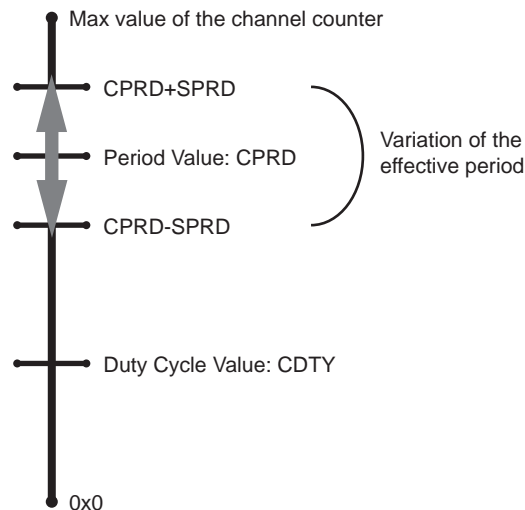 Max value of the channel counter
CPRD+SPRD
Period Value: CPRD
Variation of the
effective period
CPRD-SPRD
Duty Cycle Value: CDTY
0x0